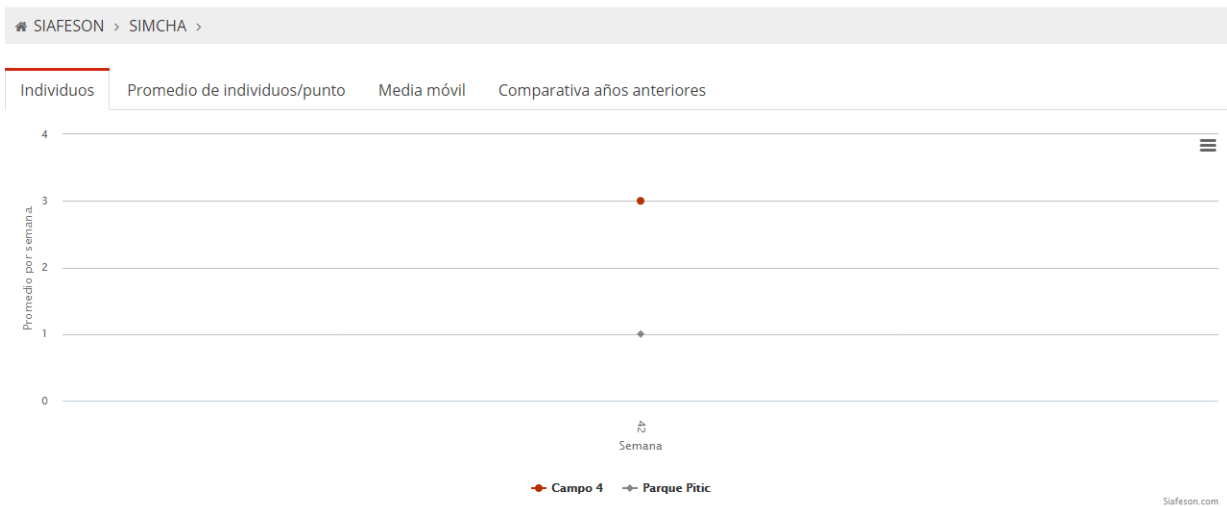 SIAFESON > SIMCHA >
Individuos Promedio de individuos/punto Media móvil Comparativa años anteriores
4
3
2
1
0
Promedio por semana.
42
Semana
Campo 4 Parque Pitic
Siafeson.com